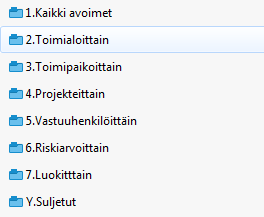 1.Kaikki avoimet
2.Toimialoittain
3.Toimipaikoittain
4.Projekteittain
5.Vastuuhenkilöittäin
6.Riskiarvoittain
7.Luokitttain
Y.Suljetut